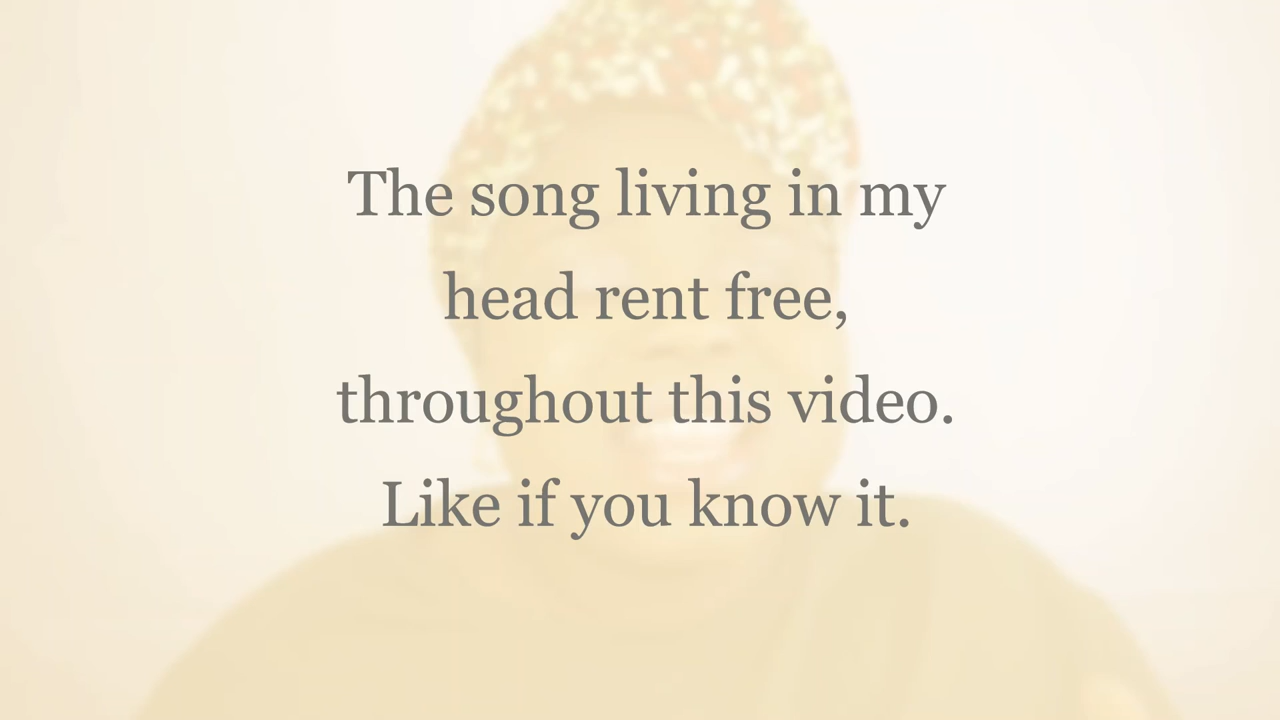 The song living in my
head rent free,
throughout this video.
Like if you know it.